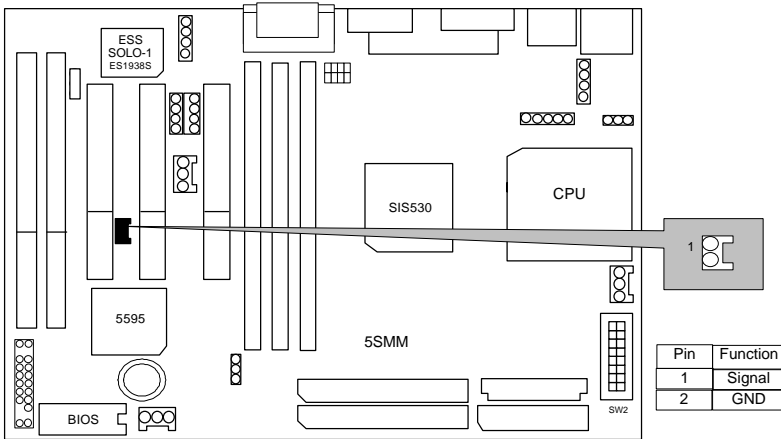 ESS
SOLO-1
ES1938S
SIS530
CPU
1
5595
5SMM
BIOS
SW2
Pin Function
1 Signal
2 GND